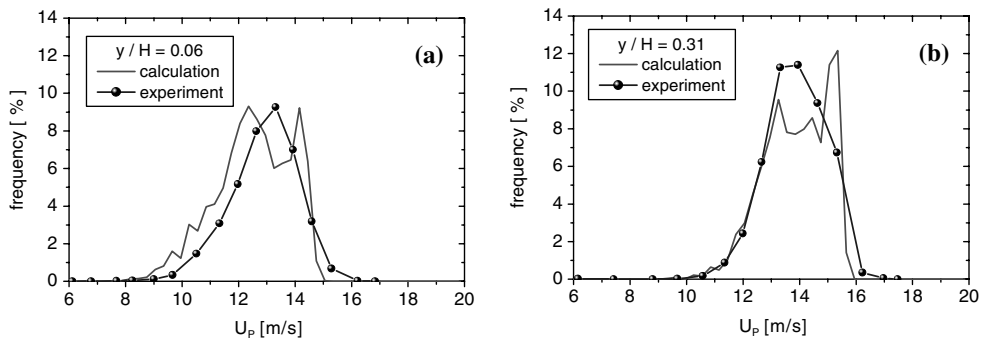 14
12
10
8
6
4
2
0
frequency [ % ]
y / H = 0.06
calculation
experiment
(a)
6 8 10 12 14 16 18 20
U_P [m/s]
14
12
10
8
6
4
2
0
frequency [ % ]
y / H = 0.31
calculation
experiment
(b)
6 8 10 12 14 16 18 20
U_P [m/s]